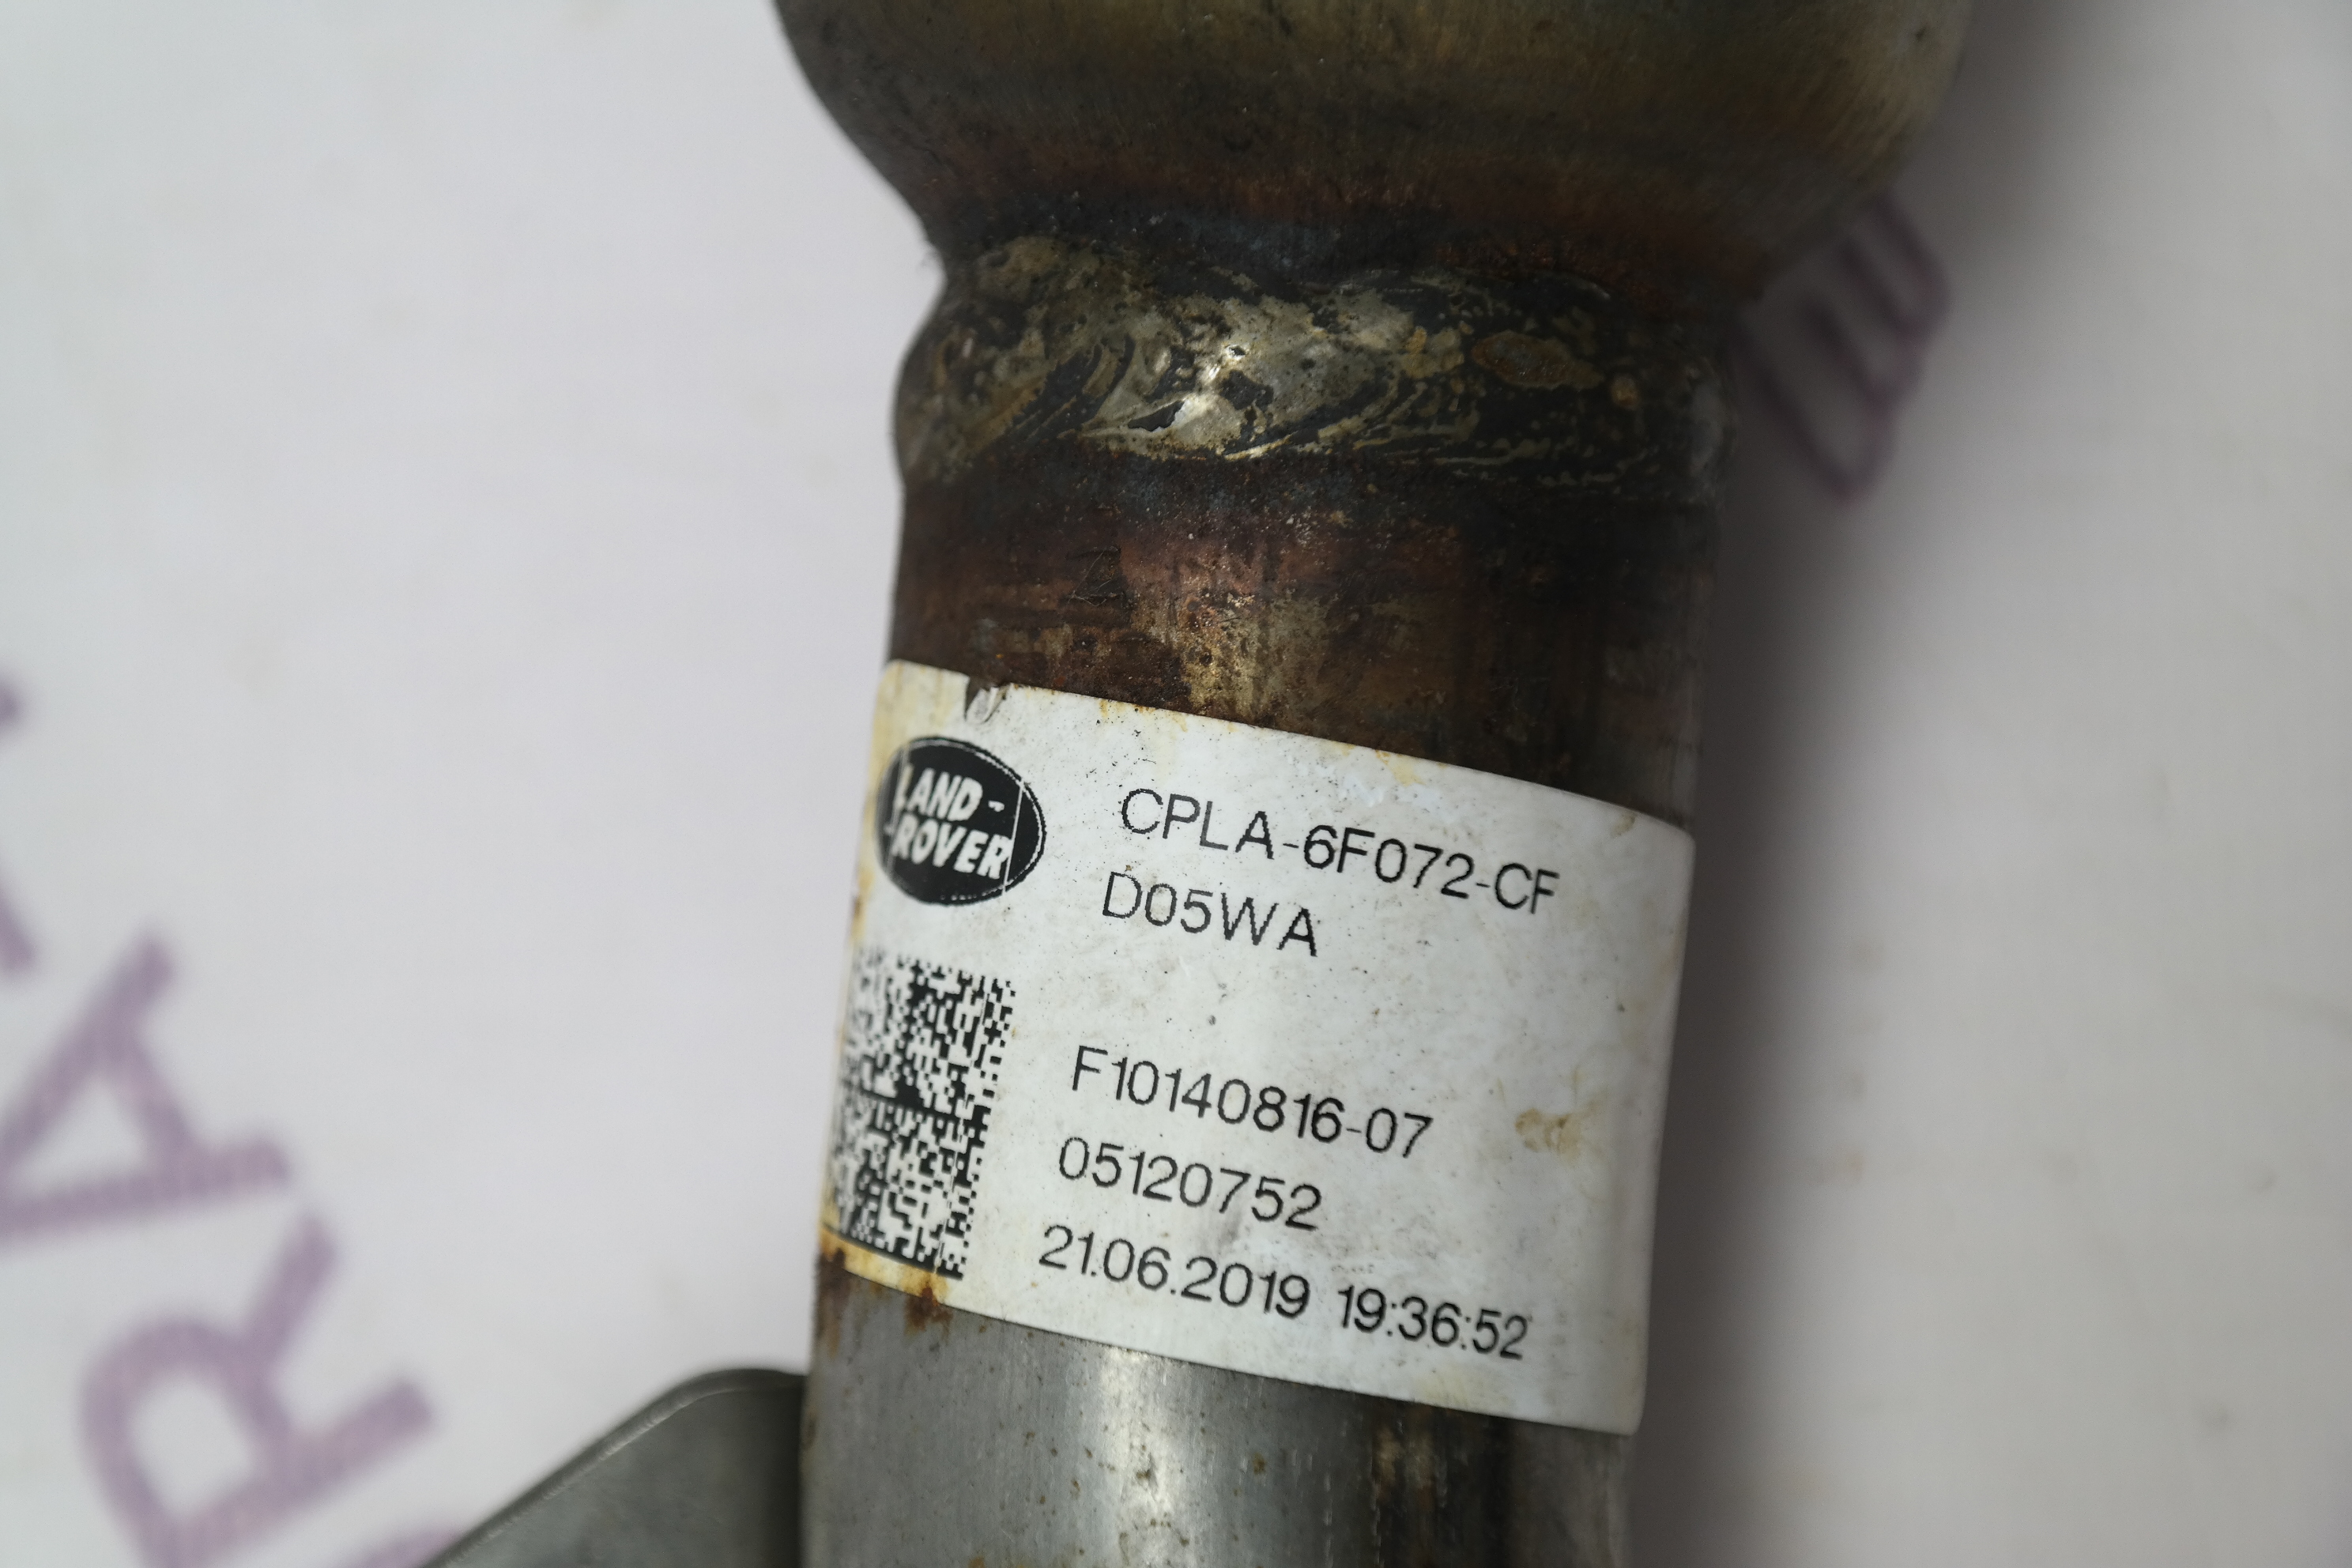 LAND-
ROVER
CPLA-6F072-CF
D05WA
F10140816-07
05120752
21.06.2019 19:36:52